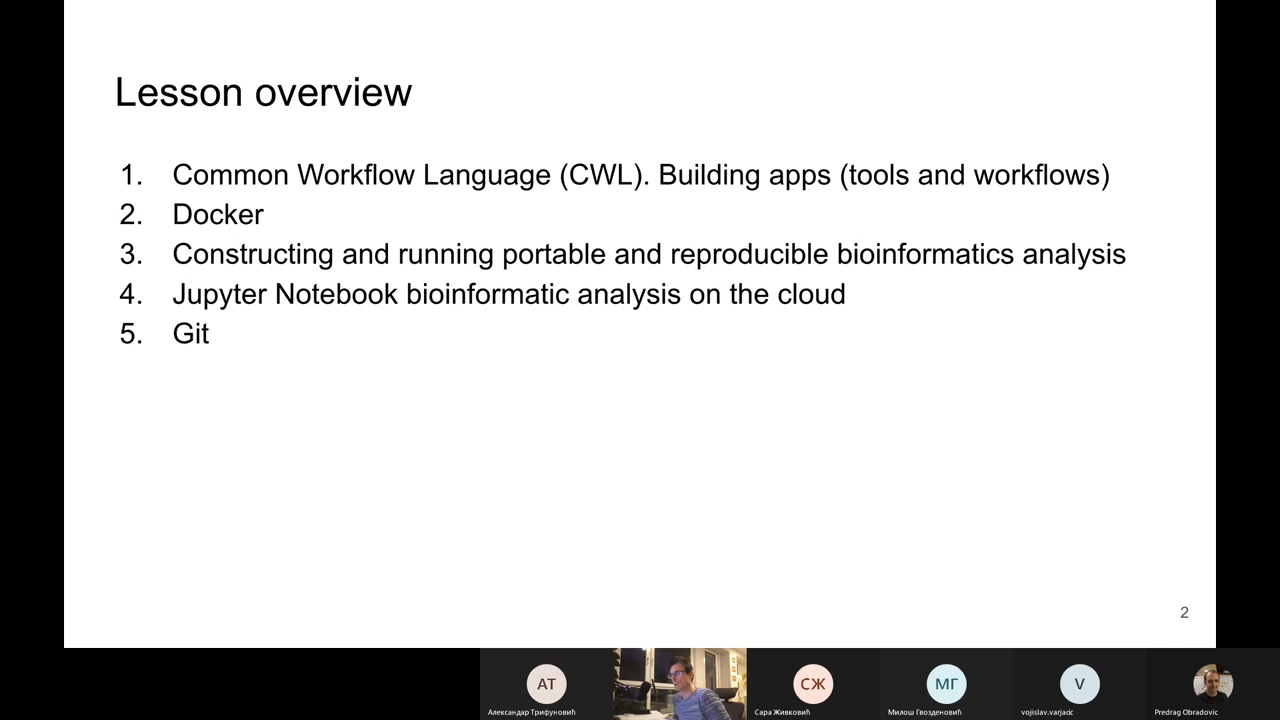 Lesson overview
1. Common Workflow Language (CWL). Building apps (tools and workflows)
2. Docker
3. Constructing and running portable and reproducible bioinformatics analysis
4. Jupyter Notebook bioinformatic analysis on the cloud
5. Git
2
AT
СЖ
МГ
V
Александар Трифуновић
Сара Живковић
Милош Гвозденовић
vojislav.varjacic
Predrag Obradovic